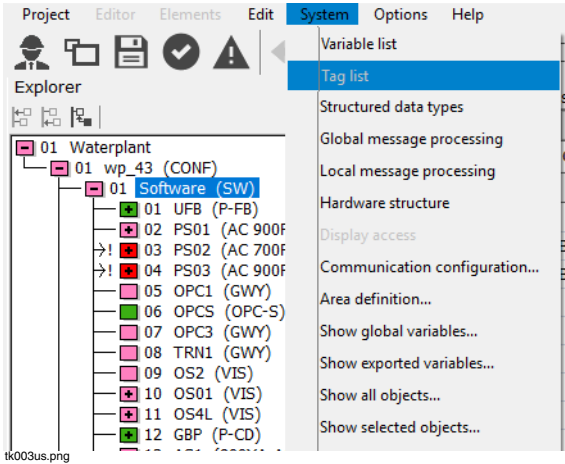 Project Editor Elements Edit System Options Help
Variable list
Tag list
Structured data types
Global message processing
Local message processing
Hardware structure
Display access
Communication configuration...
Area definition...
Show global variables...
Show exported variables...
Show all objects...
Show selected objects...
Explorer
01 Waterplant
01 wp_43 (CONF)
01 Software (SW)
01 UFB (P-FB)
02 PS01 (AC 900F
03 PS02 (AC 700F
04 PS03 (AC 900F
05 OPC1 (GWY)
06 OPCS (OPC-S)
07 OPC3 (GWY)
08 TRN1 (GWY)
09 OS2 (VIS)
10 OS01 (VIS)
11 OS4L (VIS)
12 GBP (P-CD)
tk003us.png